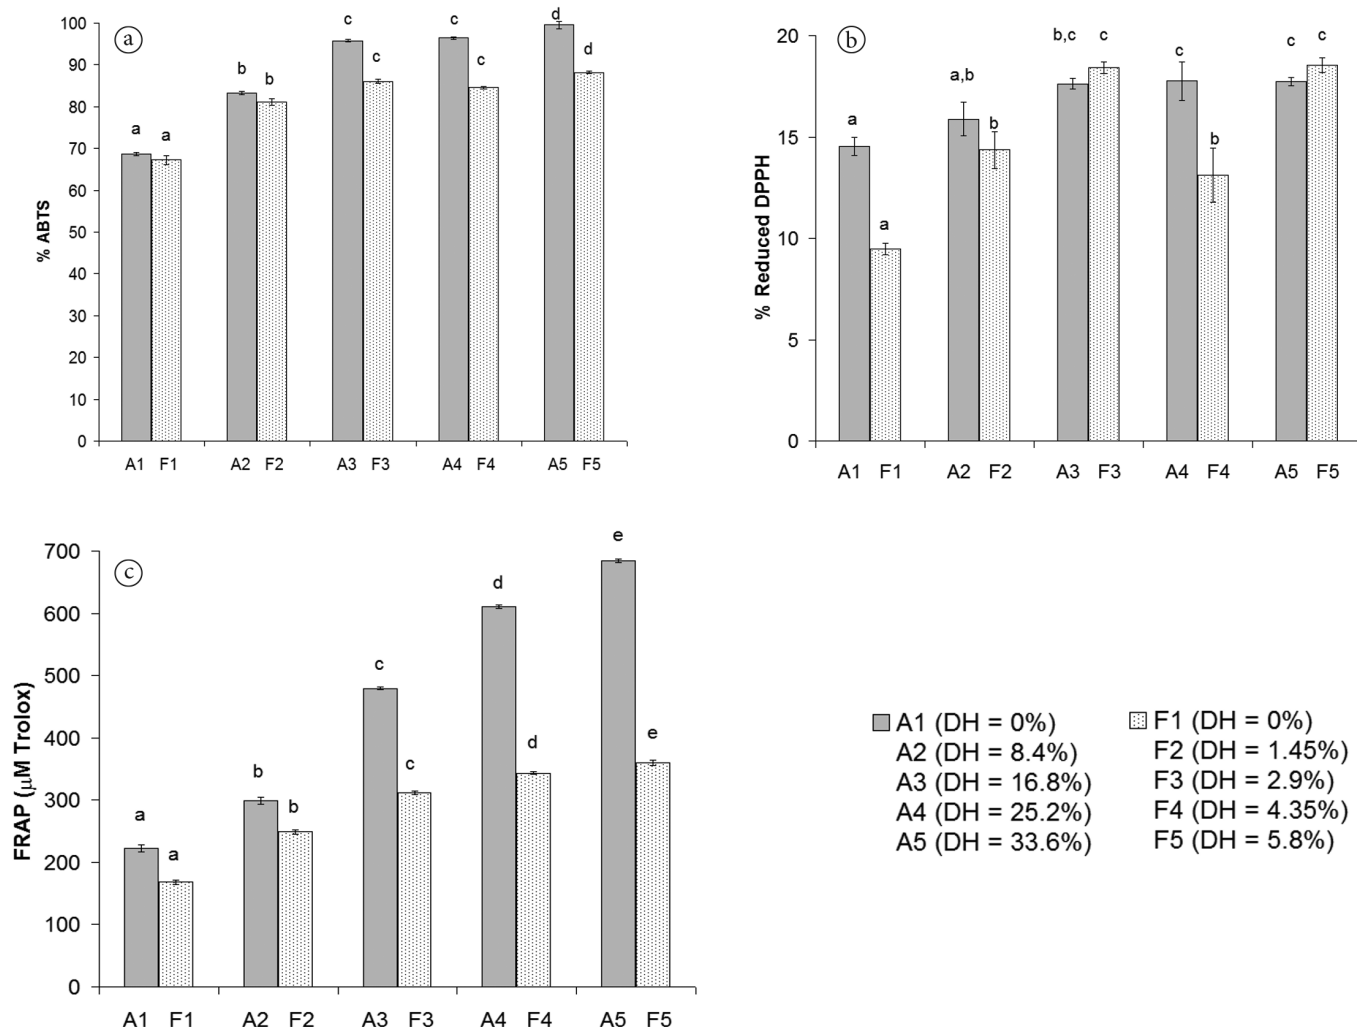 a
100
90
80
70
60
50
40
30
20
10
0
% ABTS
a a b b c c c c d d
A1 F1 A2 F2 A3 F3 A4 F4 A5 F5
b
20
15
10
5
0
% Reduced DPPH
a a a,b b b,c c c b c c
A1 F1 A2 F2 A3 F3 A4 F4 A5 F5
c
700
600
500
400
300
200
100
0
FRAP (µM Trolox)
a a b b c c d d e e
A1 F1 A2 F2 A3 F3 A4 F4 A5 F5
A1 (DH = 0%)
A2 (DH = 8.4%)
A3 (DH = 16.8%)
A4 (DH = 25.2%)
A5 (DH = 33.6%)
F1 (DH = 0%)
F2 (DH = 1.45%)
F3 (DH = 2.9%)
F4 (DH = 4.35%)
F5 (DH = 5.8%)